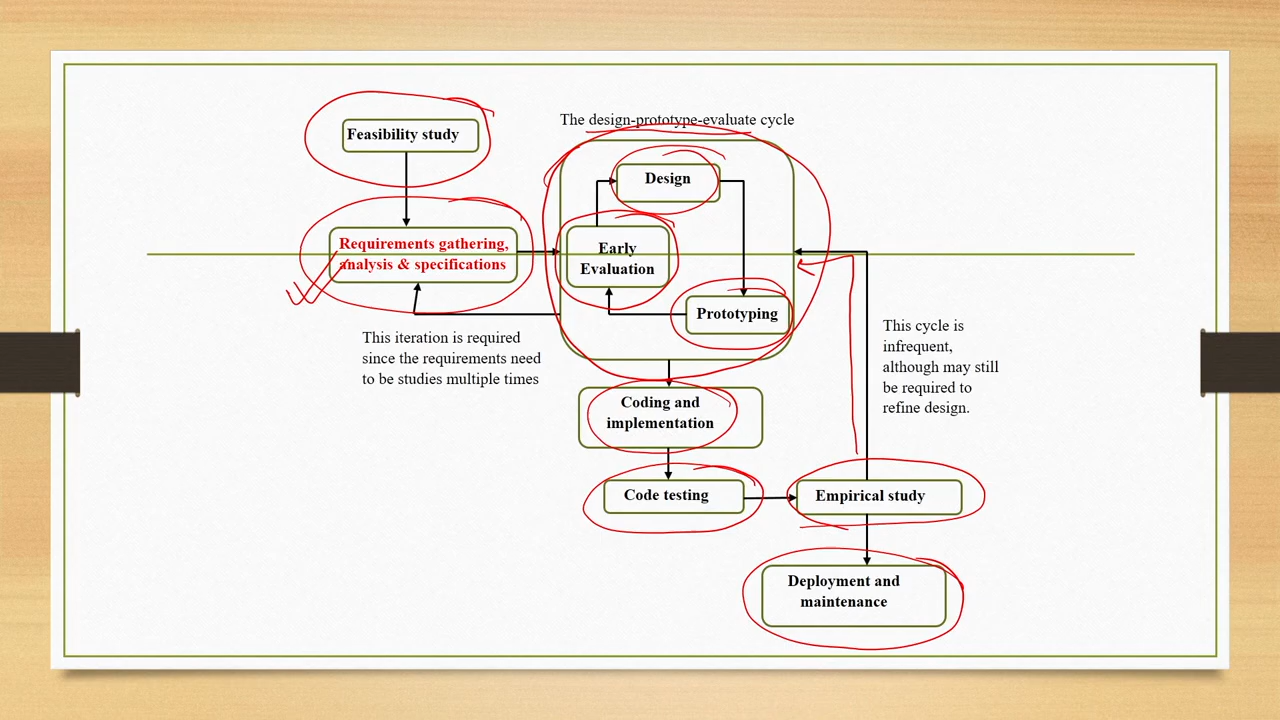 The design-prototype-evaluate cycle
Feasibility study
Design
Requirements gathering,
analysis & specifications
Early
Evaluation
Prototyping
This iteration is required
since the requirements need
to be studies multiple times
This cycle is
infrequent,
although may still
be required to
refine design.
Coding and
implementation
Code testing
Empirical study
Deployment and
maintenance